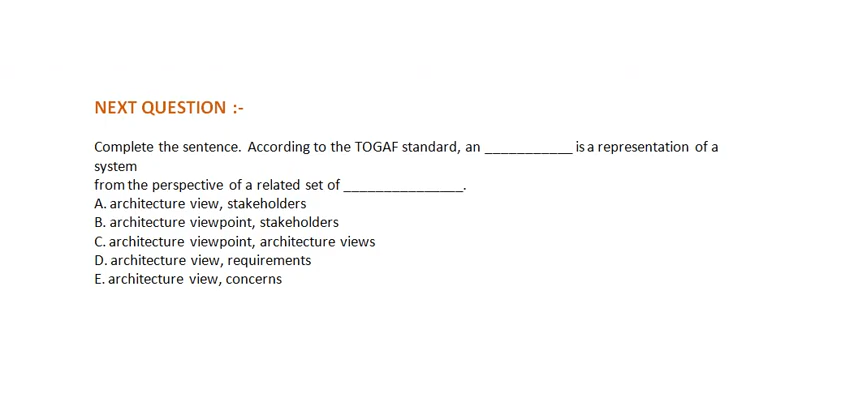 NEXT QUESTION :-
Complete the sentence. According to the TOGAF standard, an ____________ is a representation of a
system
from the perspective of a related set of ________________.
A. architecture view, stakeholders
B. architecture viewpoint, stakeholders
C. architecture viewpoint, architecture views
D. architecture view, requirements
E. architecture view, concerns